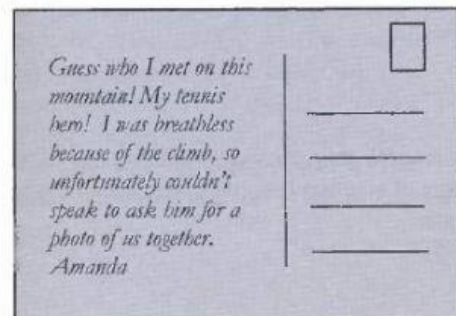 Guess who I met on this
mountain! My tennis
hero! I was breathless
because of the climb, so
unfortunately couldn't
speak to ask him for a
photo of us together.
Amanda